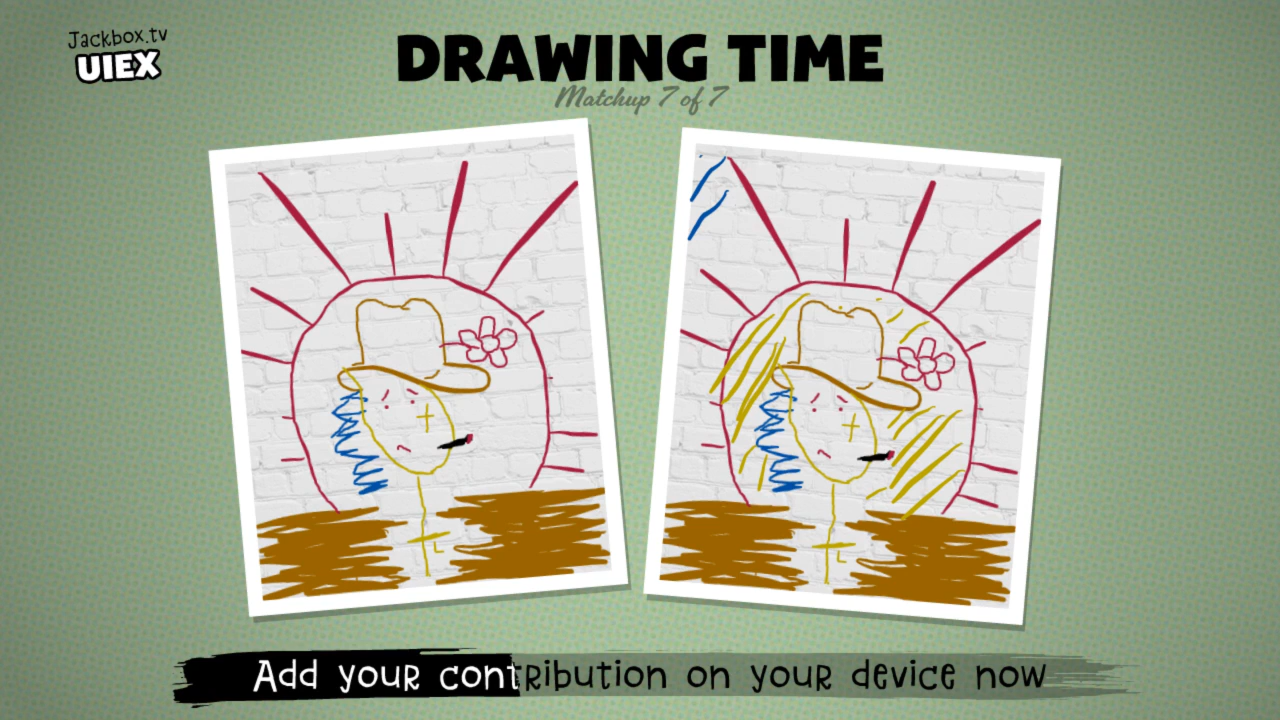 Jackbox.tv
UIEX
DRAWING TIME
Matchup 7 of 7
Add your contribution on your device now